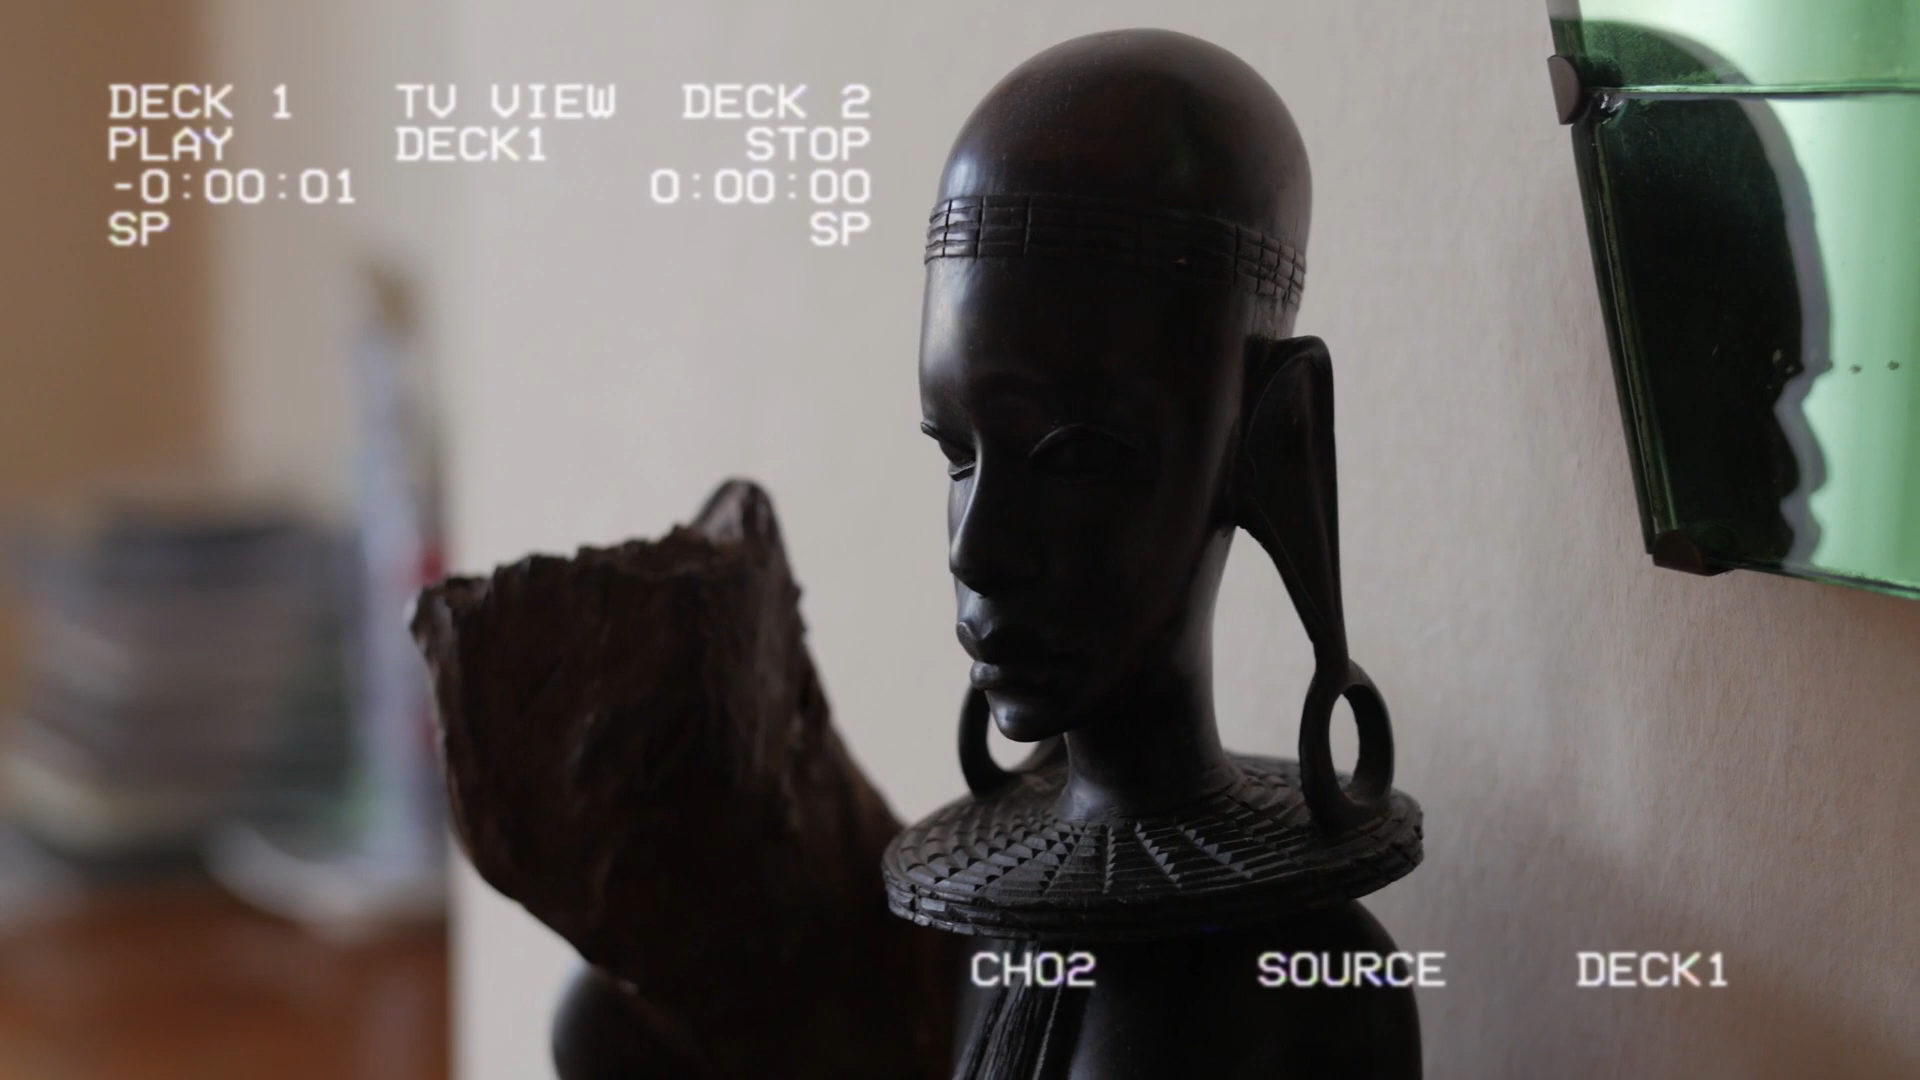 DECK 1 TV VIEW DECK 2
PLAY DECK1 STOP
-0:00:01 0:00:00
SP SP
CH02 SOURCE DECK1